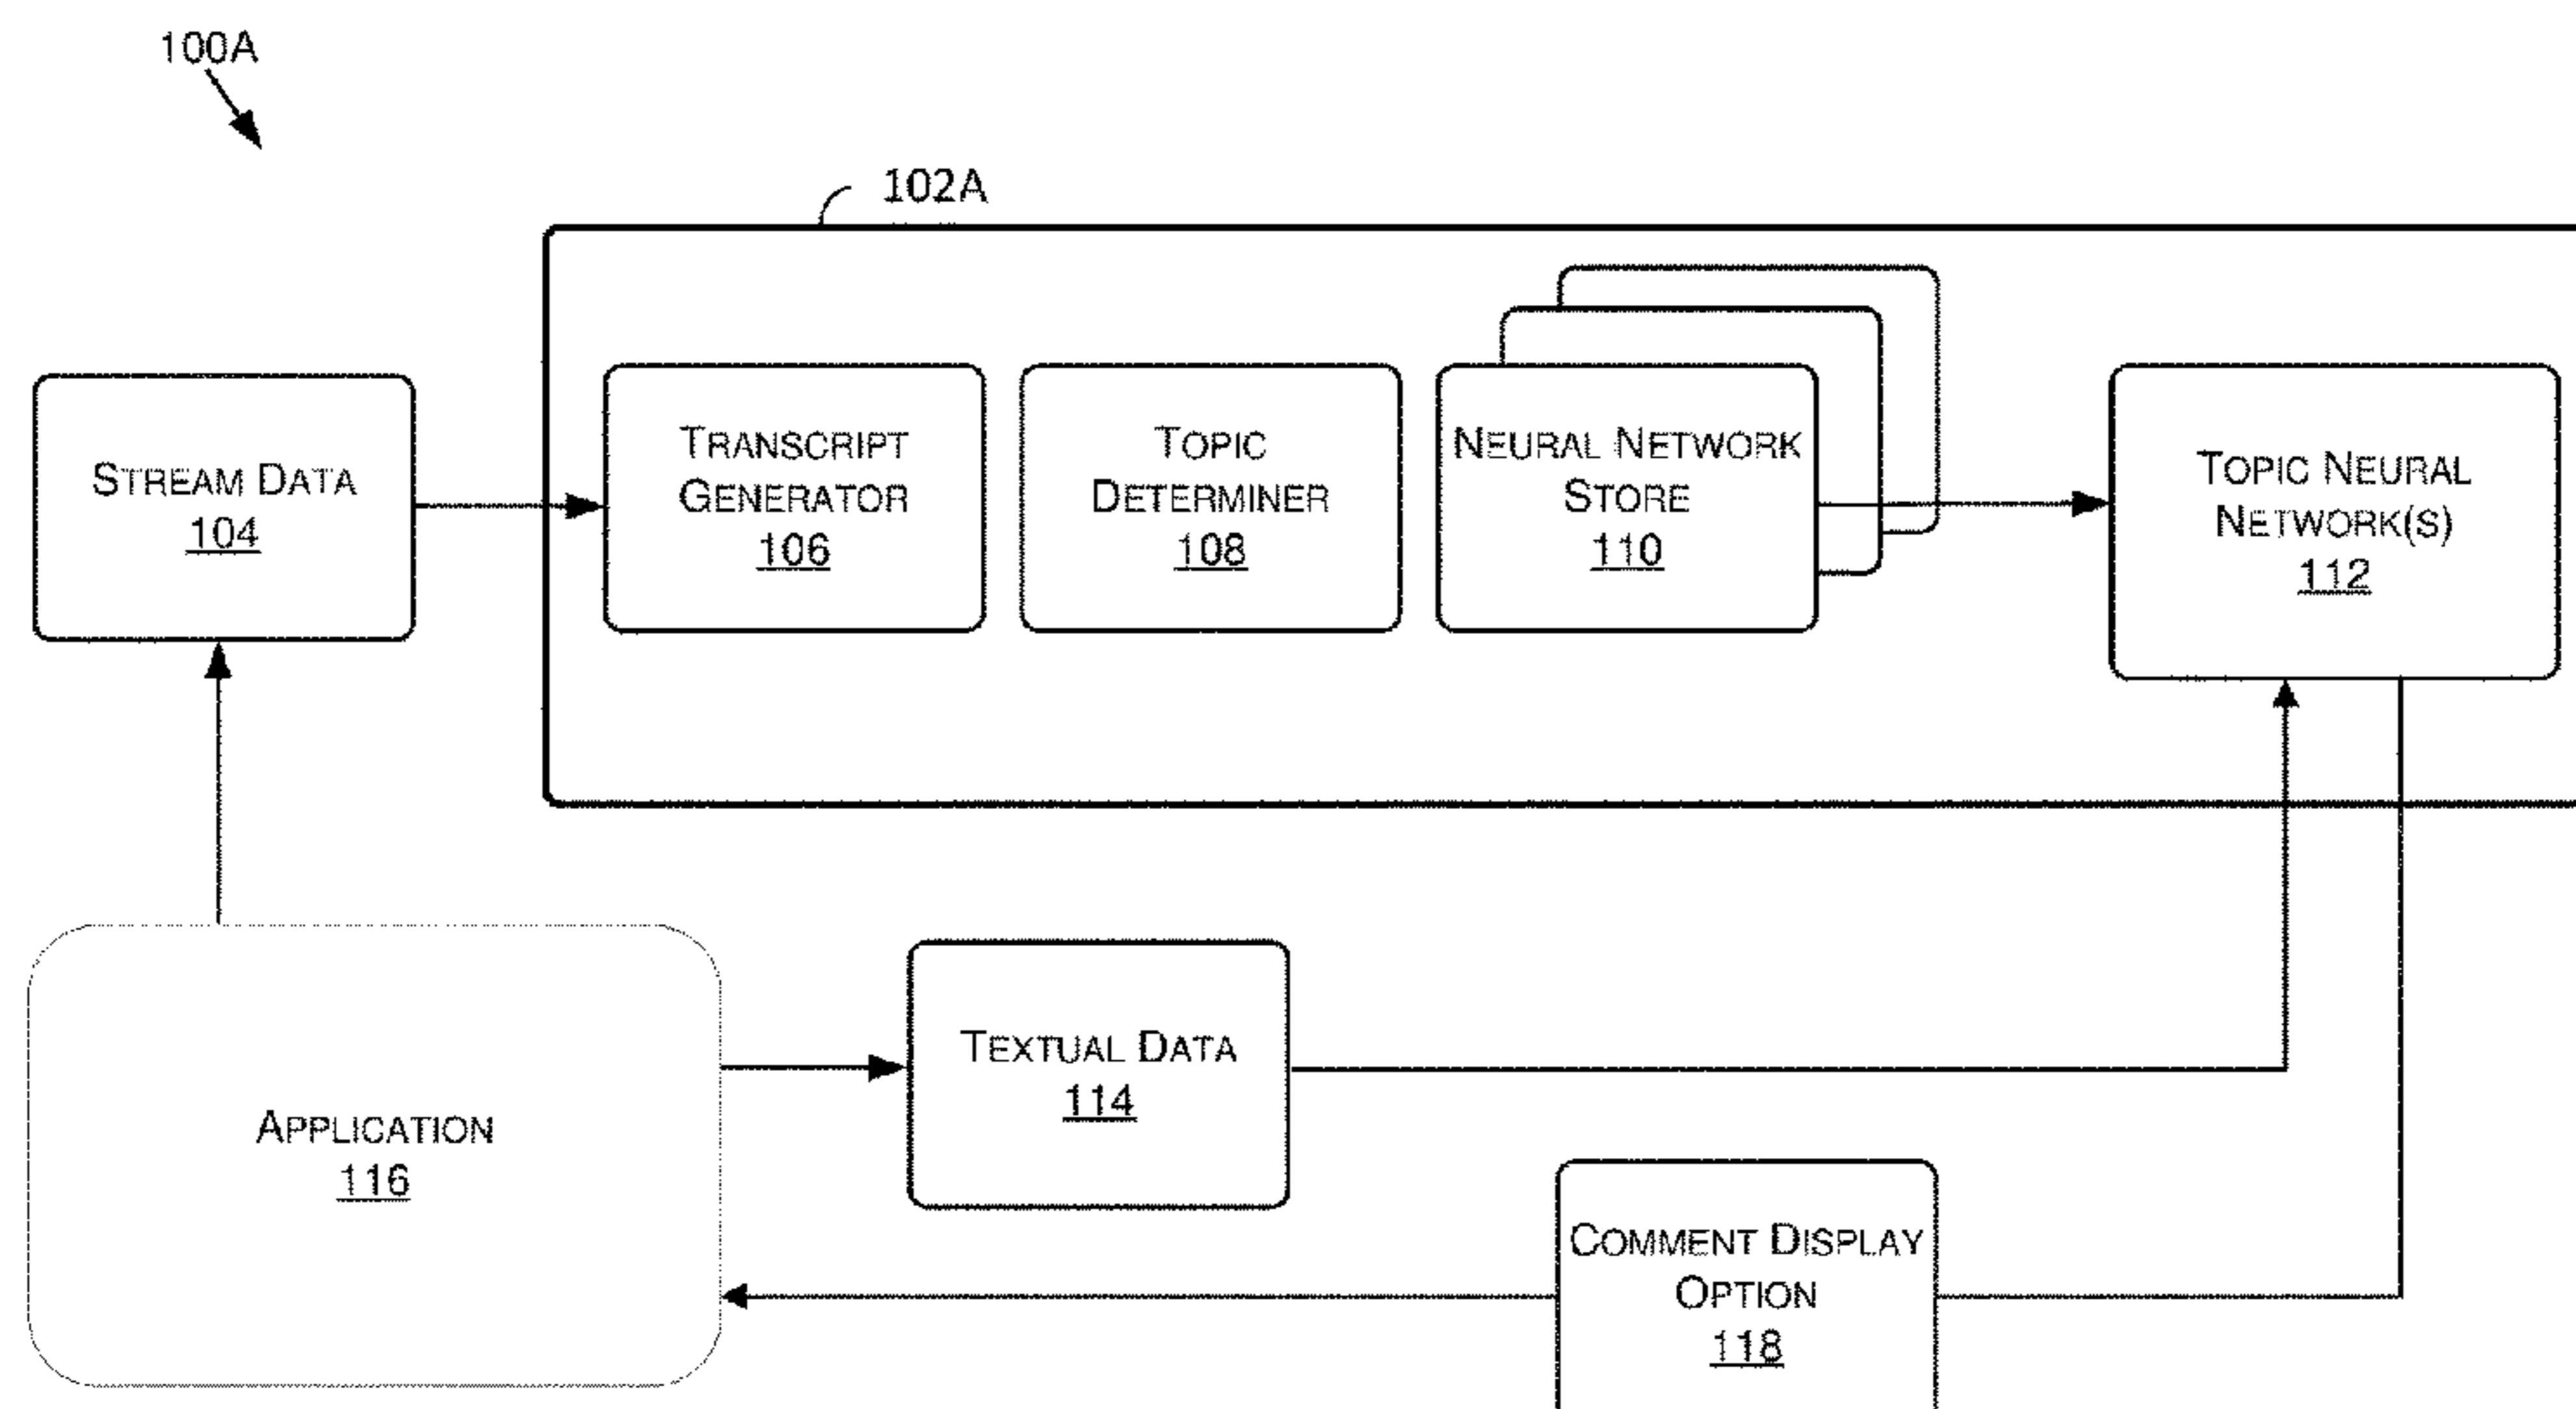 100A
102A
STREAM DATA
104
TRANSCRIPT
GENERATOR
106
TOPIC
DETERMINER
108
NEURAL NETWORK
STORE
110
TOPIC NEURAL
NETWORK(S)
112
APPLICATION
116
TEXTUAL DATA
114
COMMENT DISPLAY
OPTION
118